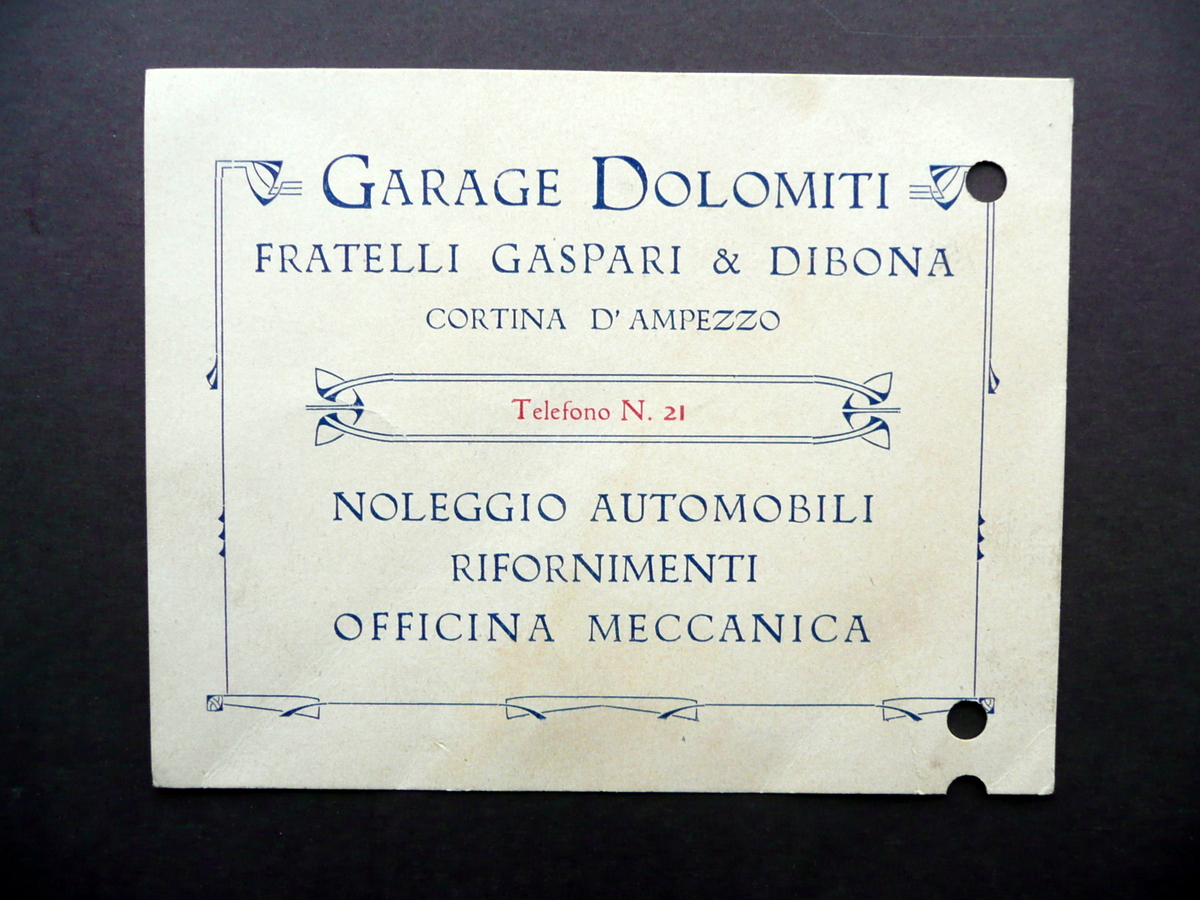 GARAGE DOLOMITI
FRATELLI GASPARI & DIBONA
CORTINA D'AMPEZZO
Telefono N. 21
NOLEGGIO AUTOMOBILI
RIFORNIMENTI
OFFICINA MECCANICA